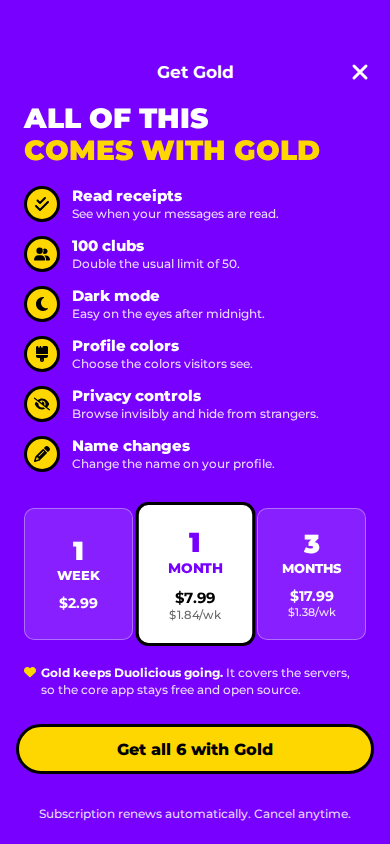 Get Gold
ALL OF THIS
COMES WITH GOLD
Read receipts
See when your messages are read.
100 clubs
Double the usual limit of 50.
Dark mode
Easy on the eyes after midnight.
Profile colors
Choose the colors visitors see.
Privacy controls
Browse invisibly and hide from strangers.
Name changes
Change the name on your profile.
1
WEEK
$2.99
1
MONTH
$7.99
$1.84/wk
3
MONTHS
$17.99
$1.38/wk
Gold keeps Duolicious going. It covers the servers,
so the core app stays free and open source.
Get all 6 with Gold
Subscription renews automatically. Cancel anytime.